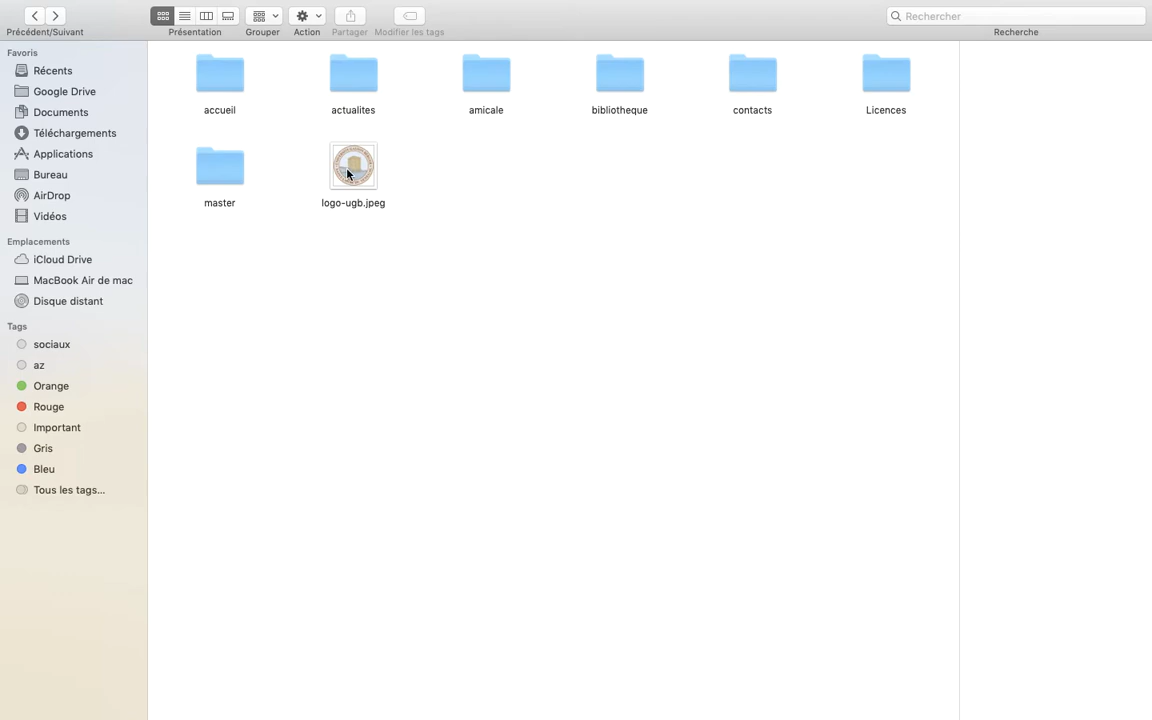 Rechercher
Précédent/Suivant
Présentation
Grouper
Action
Partager
Modifier les tags
Recherche
Favoris
Récents
Google Drive
Documents
Téléchargements
Applications
Bureau
AirDrop
Vidéos
Emplacements
iCloud Drive
MacBook Air de mac
Disque distant
Tags
sociaux
az
Orange
Rouge
Important
Gris
Bleu
Tous les tags...
accueil
actualites
amicale
bibliotheque
contacts
Licences
master
logo-ugb.jpeg